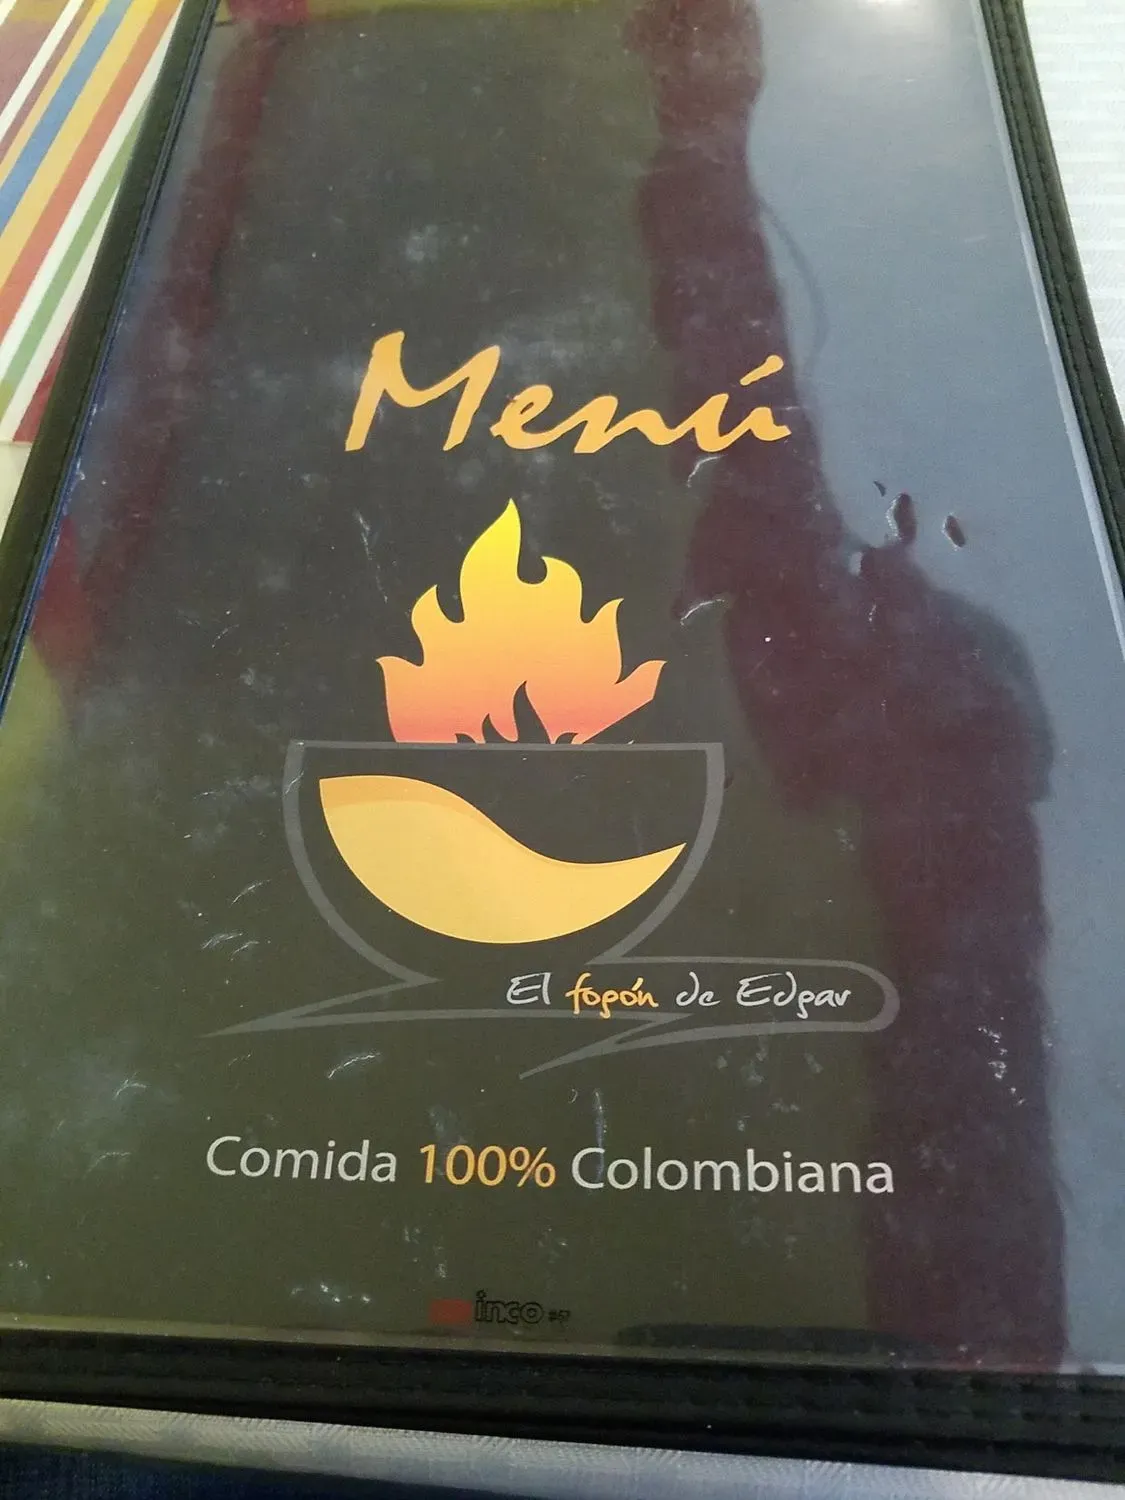 Menú
El fogón de Edgar
Comida 100% Colombiana
inco